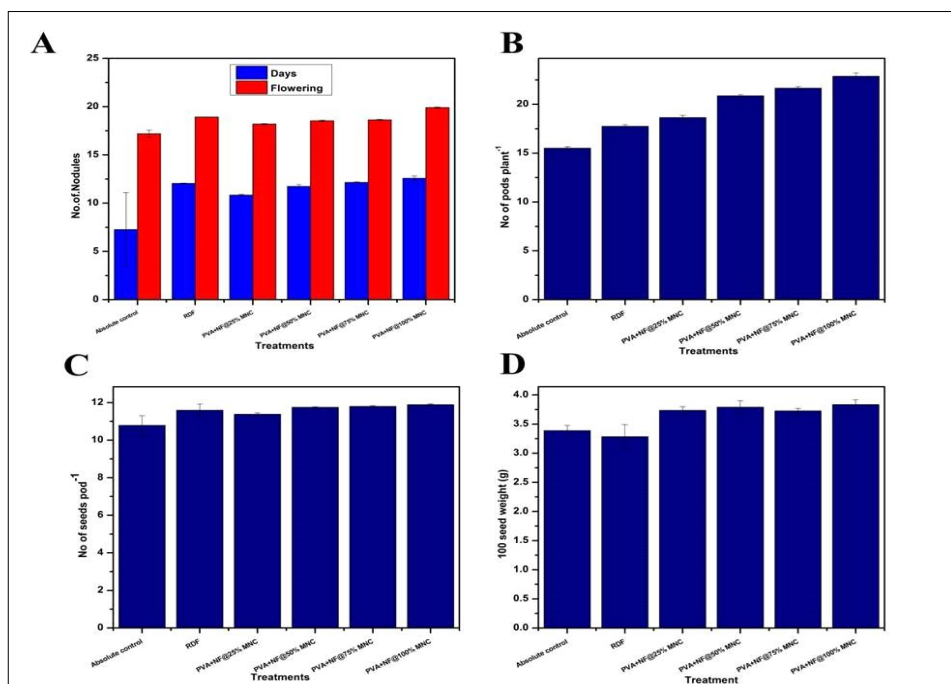 A
No.of.Nodules
25
20
15
10
5
0
Days
Flowering
Absolute control
RDF
PVA+NF@25% MNC
PVA+NF@50% MNC
PVA+NF@75% MNC
PVA+NF@100% MNC
Treatments
B
No of pods plant⁻¹
20
15
10
5
0
Absolute control
RDF
PVA+NF@25% MNC
PVA+NF@50% MNC
PVA+NF@75% MNC
PVA+NF@100% MNC
Treatments
C
No of seeds pod⁻¹
12
10
8
6
4
2
0
Absolute control
RDF
PVA+NF@25% MNC
PVA+NF@50% MNC
PVA+NF@75% MNC
PVA+NF@100% MNC
Treatments
D
100 seed weight (g)
4.0
3.5
3.0
2.5
2.0
1.5
1.0
0.5
0.0
Absolute control
RDF
PVA+NF@25% MNC
PVA+NF@50% MNC
PVA+NF@75% MNC
PVA+NF@100% MNC
Treatment